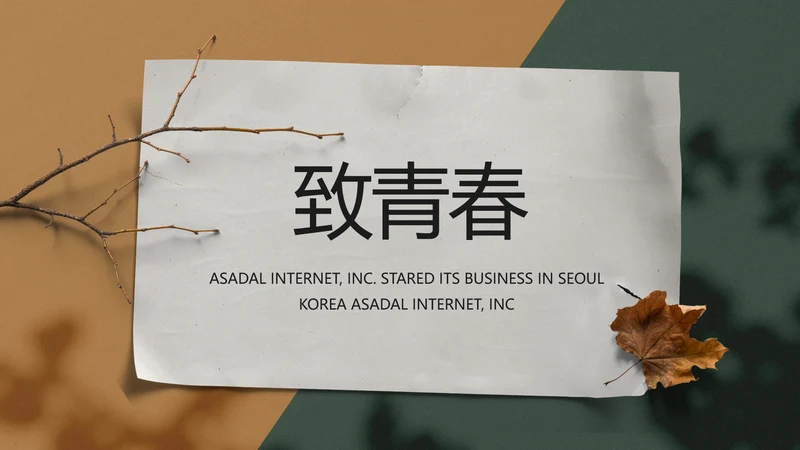 致青春
ASADAL INTERNET, INC. STARED ITS BUSINESS IN SEOUL
KOREA ASADAL INTERNET, INC